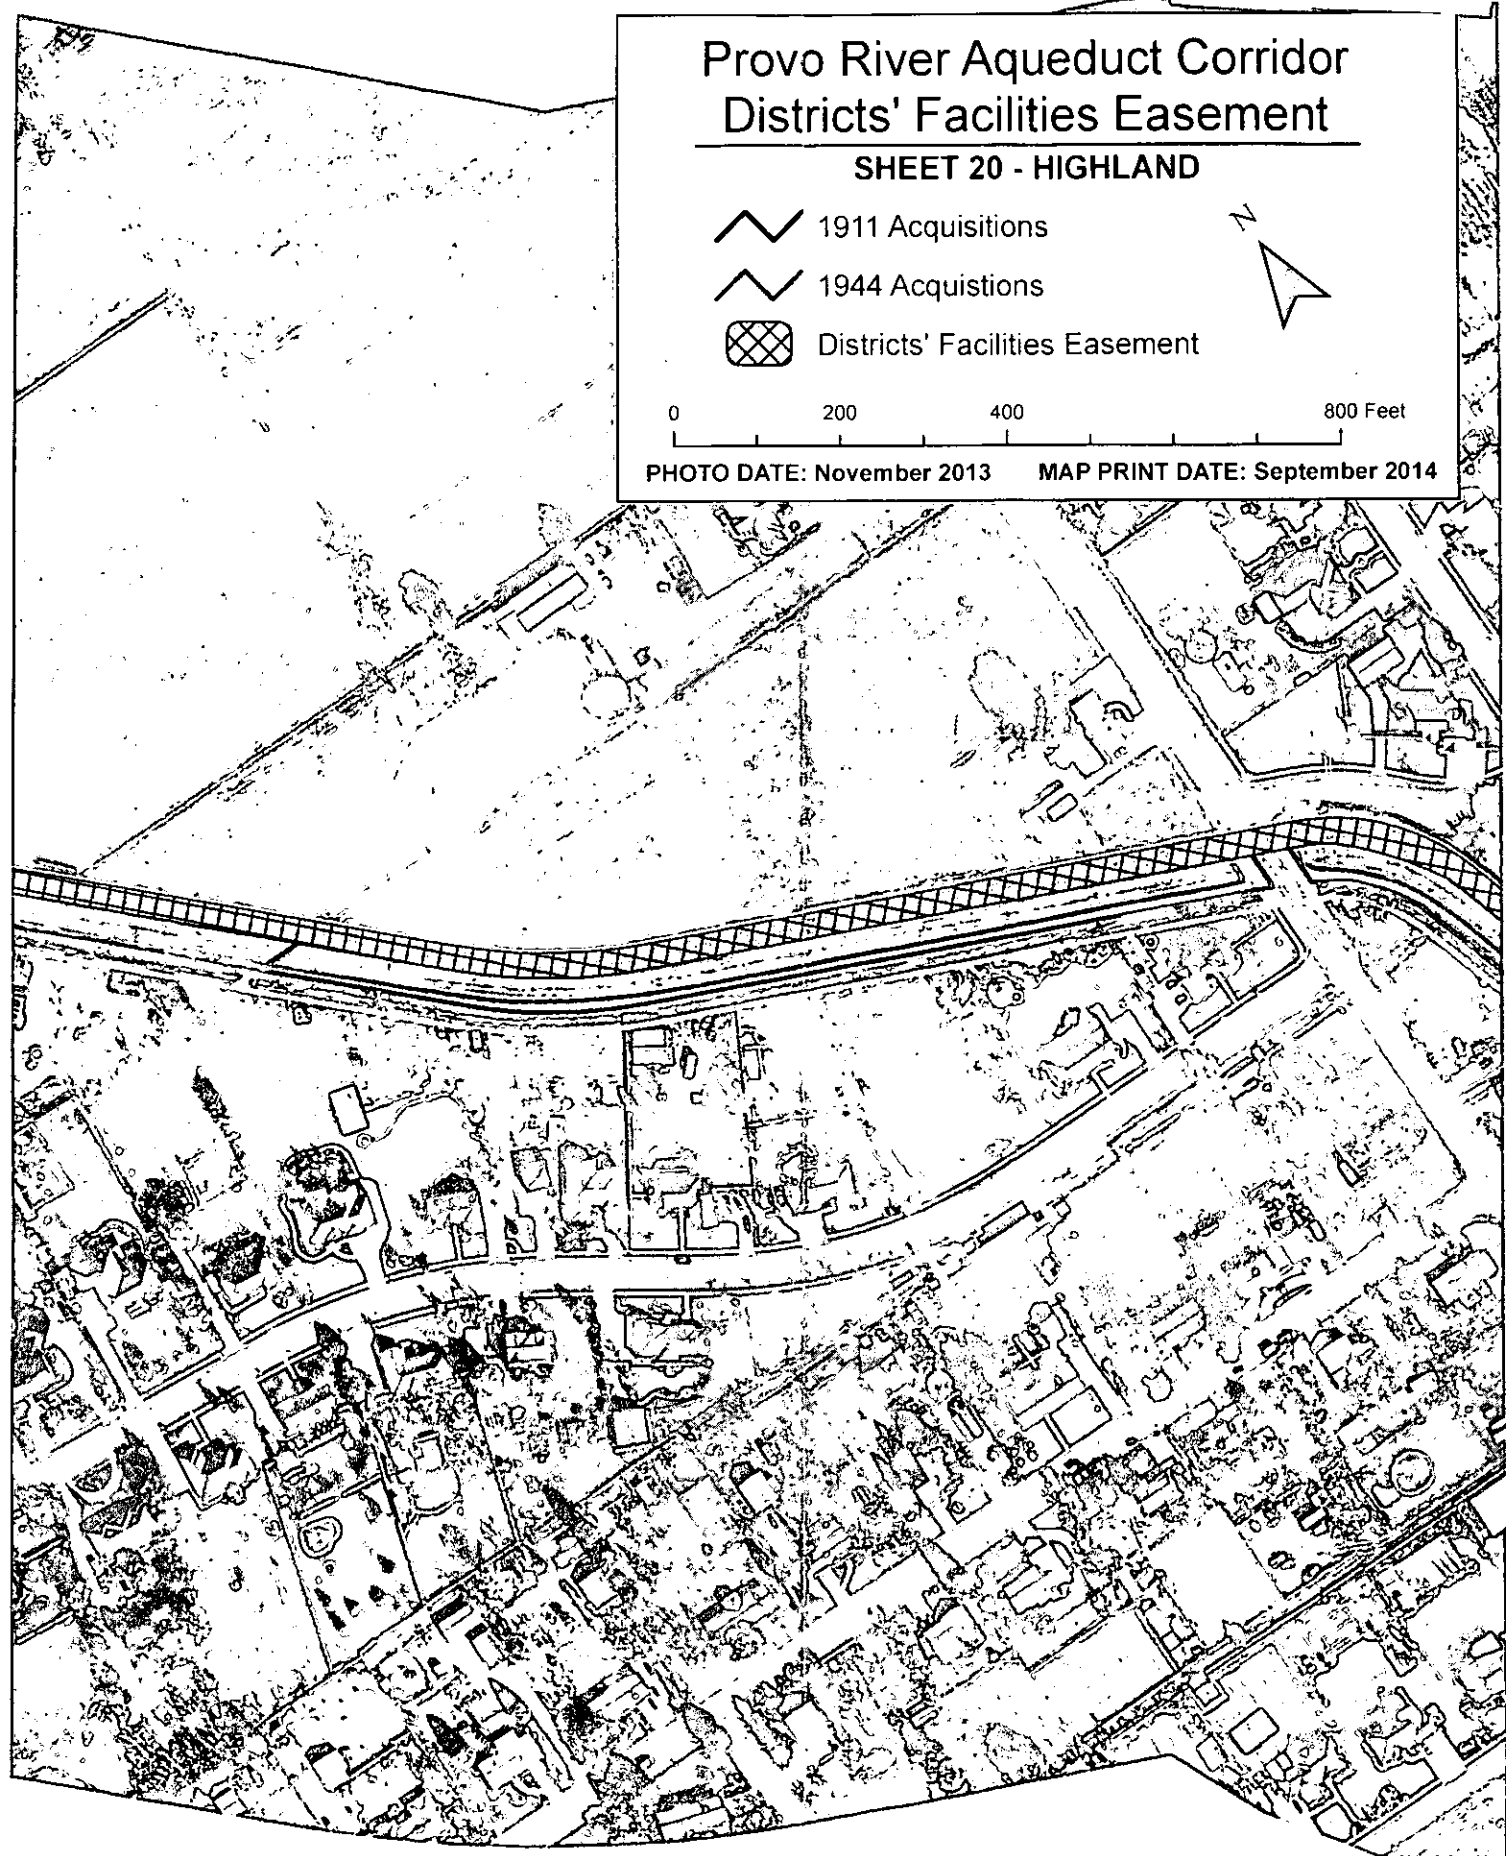 Provo River Aqueduct Corridor
Districts' Facilities Easement
SHEET 20 - HIGHLAND
N
1911 Acquisitions
1944 Acquistions
Districts' Facilities Easement
0 200 400 800 Feet
PHOTO DATE: November 2013 MAP PRINT DATE: September 2014